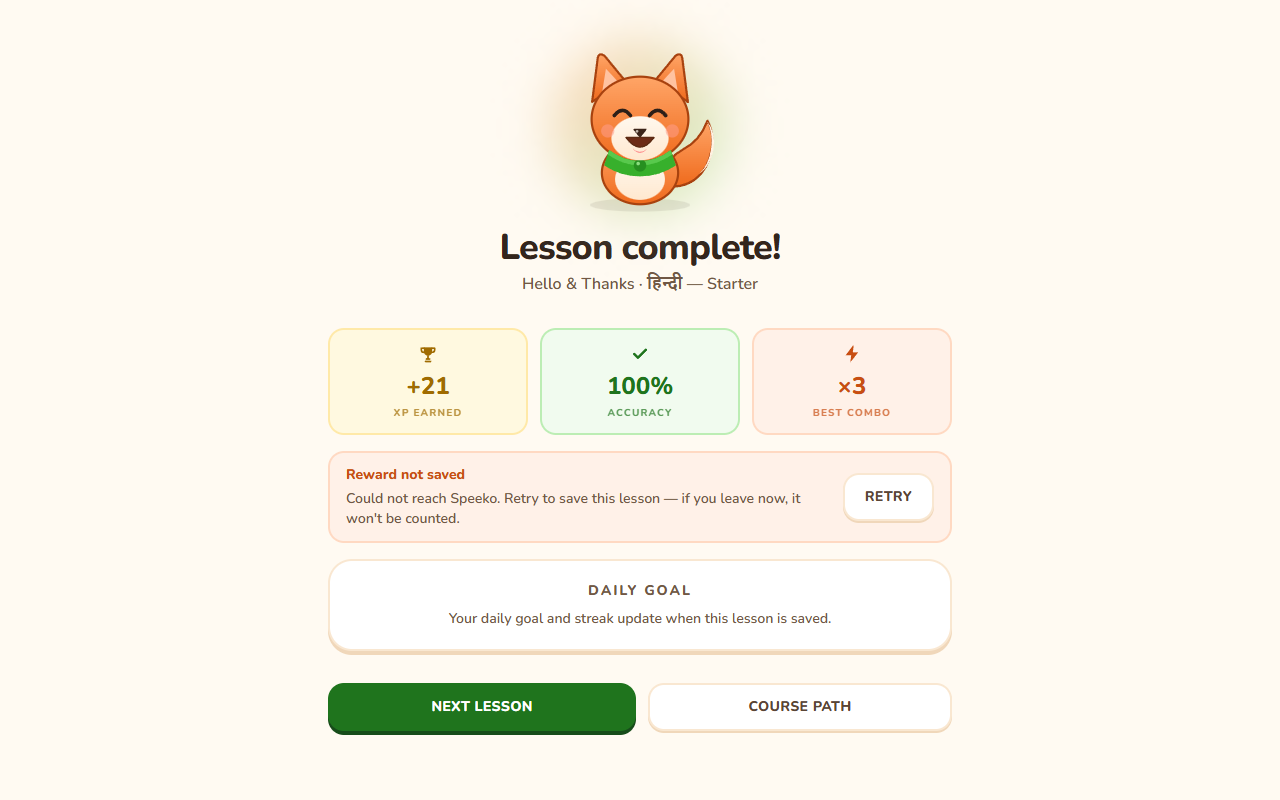 Lesson complete!
Hello & Thanks · हिन्दी — Starter
+21
XP EARNED
100%
ACCURACY
×3
BEST COMBO
Reward not saved
Could not reach Speeko. Retry to save this lesson — if you leave now, it
won't be counted.
RETRY
DAILY GOAL
Your daily goal and streak update when this lesson is saved.
NEXT LESSON
COURSE PATH